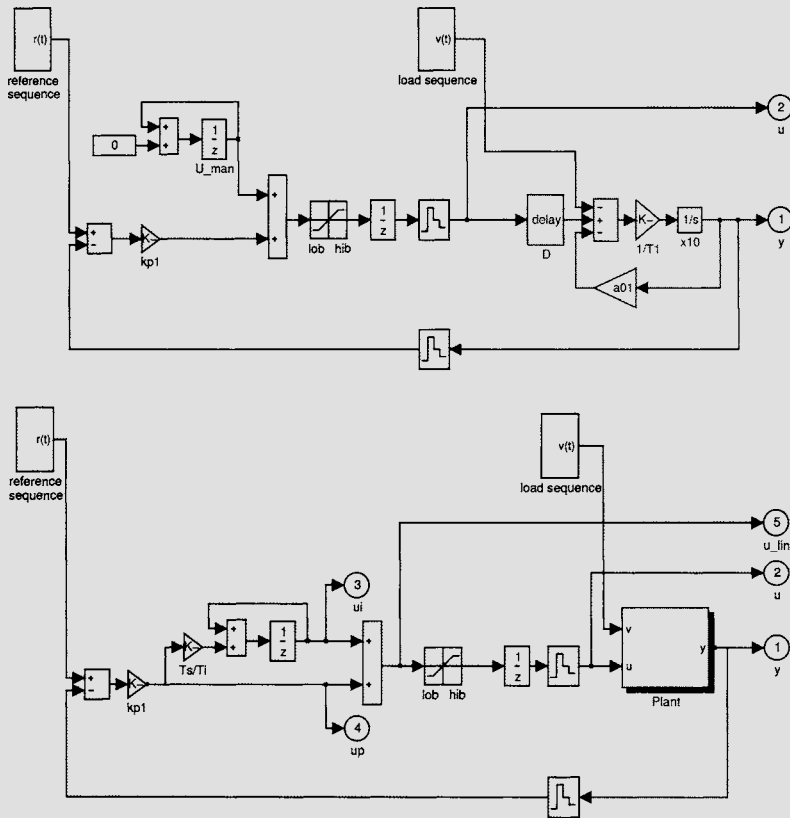 r(t)
reference
sequence
v(t)
load sequence
2
u
+
+
0
1
z
U_man
+
+
+
−
K−
kp1
lob hib
1
z
delay
D
−
+
−
K−
1/T1
1/s
x10
1
y
a01
r(t)
reference
sequence
v(t)
load sequence
5
u_lin
2
u
3
ui
K−
Ts/Ti
+
+
1
z
+
+
+
−
K−
kp1
lob hib
1
z
v
u
y
Plant
1
y
4
up